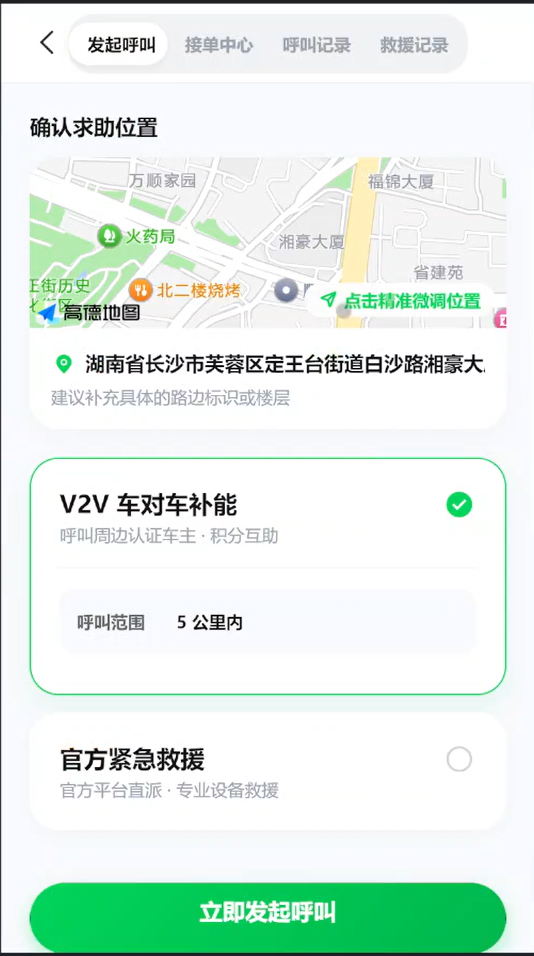 发起呼叫 接单中心 呼叫记录 救援记录
确认求助位置
万顺家园
福锦大厦
火药局
湘豪大厦
省建苑
王街历史
北二楼烧烤
点击精准微调位置
高德地图
湖南省长沙市芙蓉区定王台街道白沙路湘豪大
建议补充具体的路边标识或楼层
V2V 车对车补能
呼叫周边认证车主 · 积分互助
呼叫范围 5 公里内
官方紧急救援
官方平台直派 · 专业设备救援
立即发起呼叫